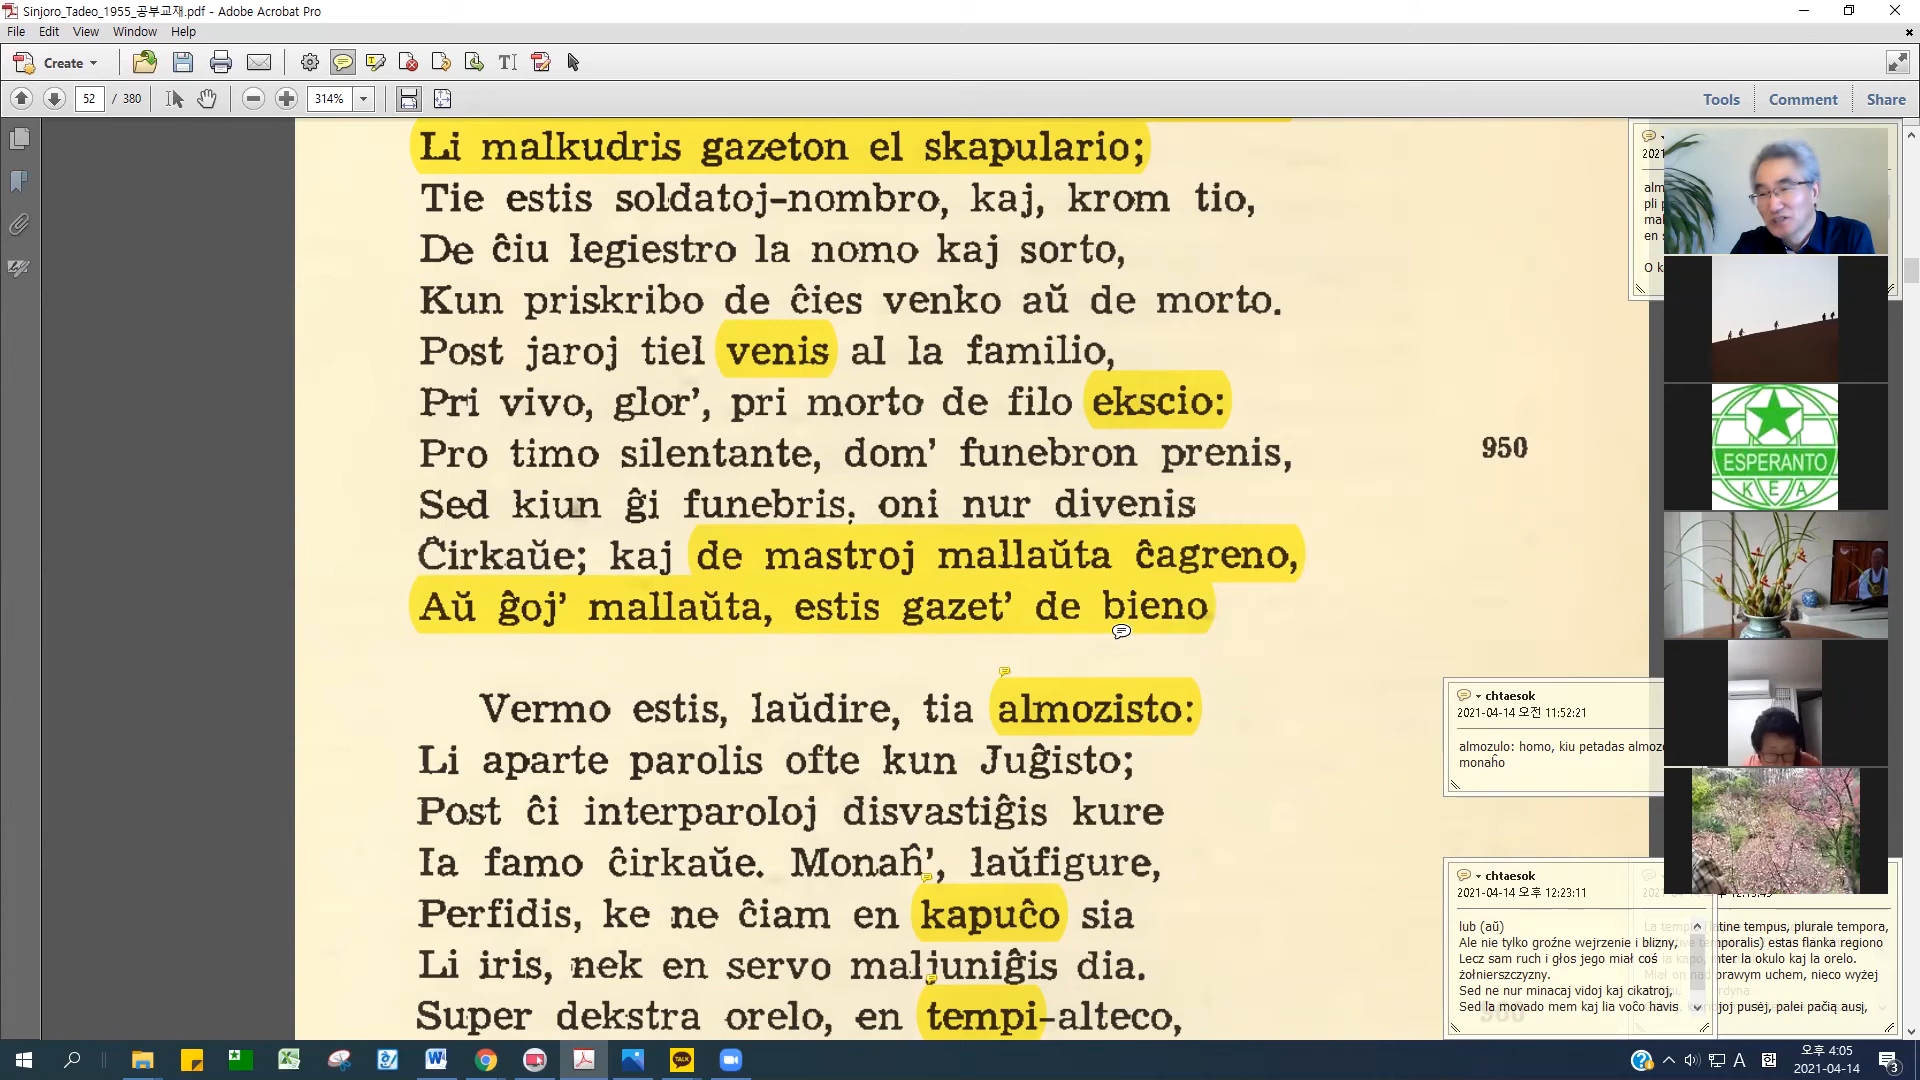 Sinjoro_Tadeo_1955_공부교재.pdf - Adobe Acrobat Pro
File Edit View Window Help
Create
52 / 380
314%
Tools Comment Share
Li malkudris gazeton el skapulario;
Tie estis soldatoj-nombro, kaj, krom tio,
De ĉiu legiestro la nomo kaj sorto,
Kun priskribo de ĉies venko aŭ de morto.
Post jaroj tiel venis al la familio,
Pri vivo, glor’, pri morto de filo ekscio:
Pro timo silentante, dom’ funebron prenis,
950
Sed kiun ĝi funebris, oni nur divenis
Ĉirkaŭe; kaj de mastroj mallaŭta ĉagreno,
Aŭ ĝoj’ mallaŭta, estis gazet’ de bieno
Vermo estis, laŭdire, tia almozisto:
Li aparte parolis ofte kun Juĝisto;
Post ĉi interparoloj disvastiĝis kure
Ia famo ĉirkaŭe. Monaĥ’, laŭfigure,
Perfidis, ke ne ĉiam en kapuĉo sia
Li iris, nek en servo maljuniĝis dia.
Super dekstra orelo, en tempi-alteco,
2021
alm
pli p
mal
en s
O k
ESPERANTO
KEA
chtaesok
2021-04-14 오전 11:52:21
almozulo: homo, kiu petadas almozo
monaĥo
chtaesok
2021-04-14 오후 12:23:11
lub (aŭ)
Ale nie tylko groźne wejrzenie i blizny,
Lecz sam ruch i głos jego miał coś
żołnierszczyzny.
Sed ne nur minacaj vidoj kaj cikatroj,
Sed la movado mem kaj lia voĉo havis
tine tempus, plurale tempora,
temporalis) estas flanka regiono
inter la okulo kaj la orelo.
prawym uchem, nieco wyżej
TALK
A
오후 4:05
2021-04-14
3